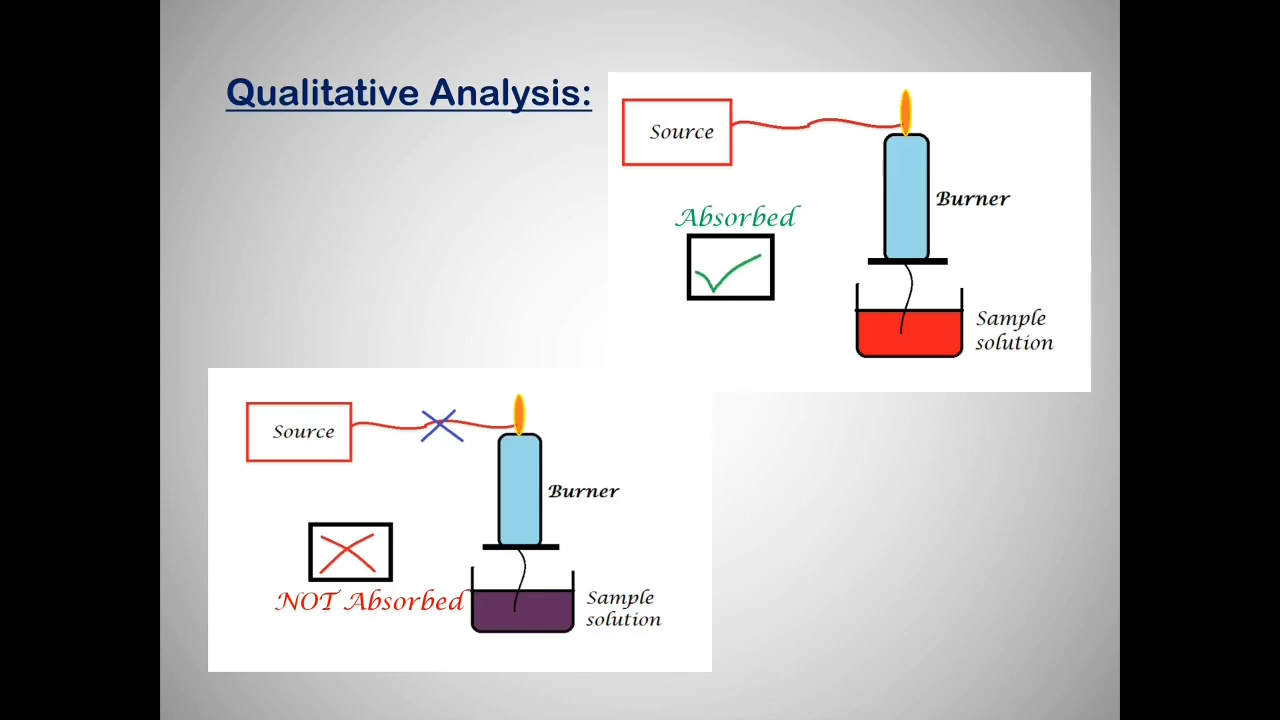 Qualitative Analysis:
Source
Burner
Absorbed
Sample
solution
Source
Burner
NOT Absorbed
Sample
solution